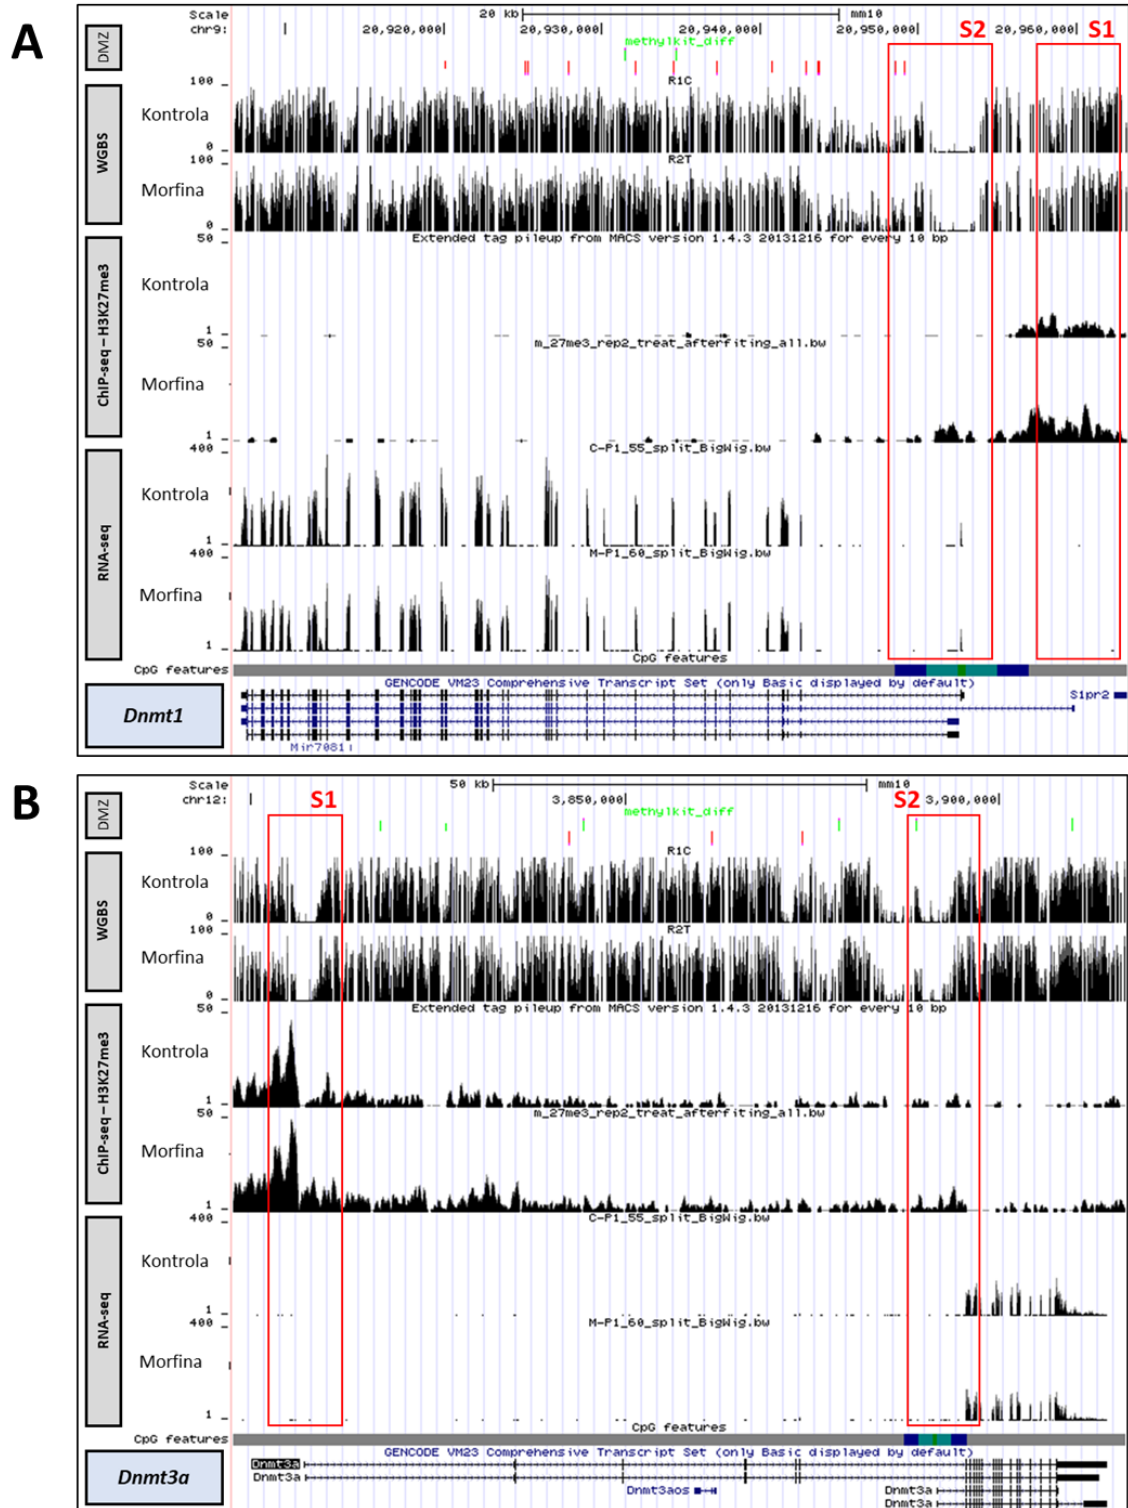 A
Scale
20 kb
mm10
chr9:
20,920,000
20,930,000
20,940,000
20,950,000
20,960,000
S2
S1
DMZ
methylkit_diff
WGBS
Kontrola
100
0
R1C
Morfina
100
0
R2T
ChIP-seq – H3K27me3
50
Extended tag pileup from MACS version 1.4.3 20131216 for every 10 bp
Kontrola
1
50
m_27me3_rep2_treat_afterfiting_all.bw
Morfina
1
400
C-P1_55_split_BigWig.bw
RNA-seq
Kontrola
1
400
M-P1_60_split_BigWig.bw
Morfina
1
CpG features
CpG features
GENCODE VM23 Comprehensive Transcript Set (only Basic displayed by default)
Dnmt1
S1pr2
Mir7081
B
Scale
50 kb
mm10
chr12:
3,850,000
3,900,000
S1
S2
DMZ
methylkit_diff
WGBS
Kontrola
100
0
R1C
Morfina
100
0
R2T
ChIP-seq – H3K27me3
50
Extended tag pileup from MACS version 1.4.3 20131216 for every 10 bp
Kontrola
1
50
m_27me3_rep2_treat_afterfiting_all.bw
Morfina
1
400
C-P1_55_split_BigWig.bw
RNA-seq
Kontrola
1
400
M-P1_60_split_BigWig.bw
Morfina
1
CpG features
CpG features
GENCODE VM23 Comprehensive Transcript Set (only Basic displayed by default)
Dnmt3a
Dnmt3a
Dnmt3a
Dnmt3aos
Dnmt3a
Dnmt3a